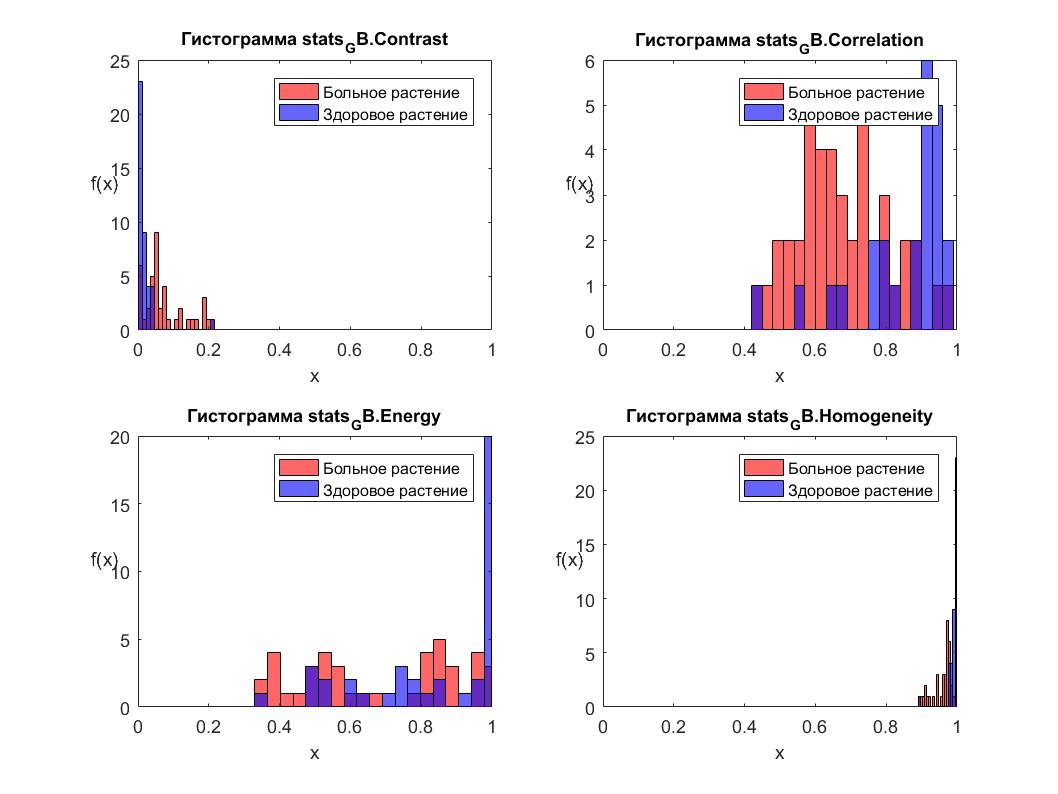 Гистограмма stats_GB.Contrast
25
20
15
10
5
0
f(x)
Больное растение
Здоровое растение
0 0.2 0.4 0.6 0.8 1
x
Гистограмма stats_GB.Correlation
6
5
4
3
2
1
0
f(x)
Больное растение
Здоровое растение
0 0.2 0.4 0.6 0.8 1
x
Гистограмма stats_GB.Energy
20
15
10
5
0
f(x)
Больное растение
Здоровое растение
0 0.2 0.4 0.6 0.8 1
x
Гистограмма stats_GB.Homogeneity
25
20
15
10
5
0
f(x)
Больное растение
Здоровое растение
0 0.2 0.4 0.6 0.8 1
x